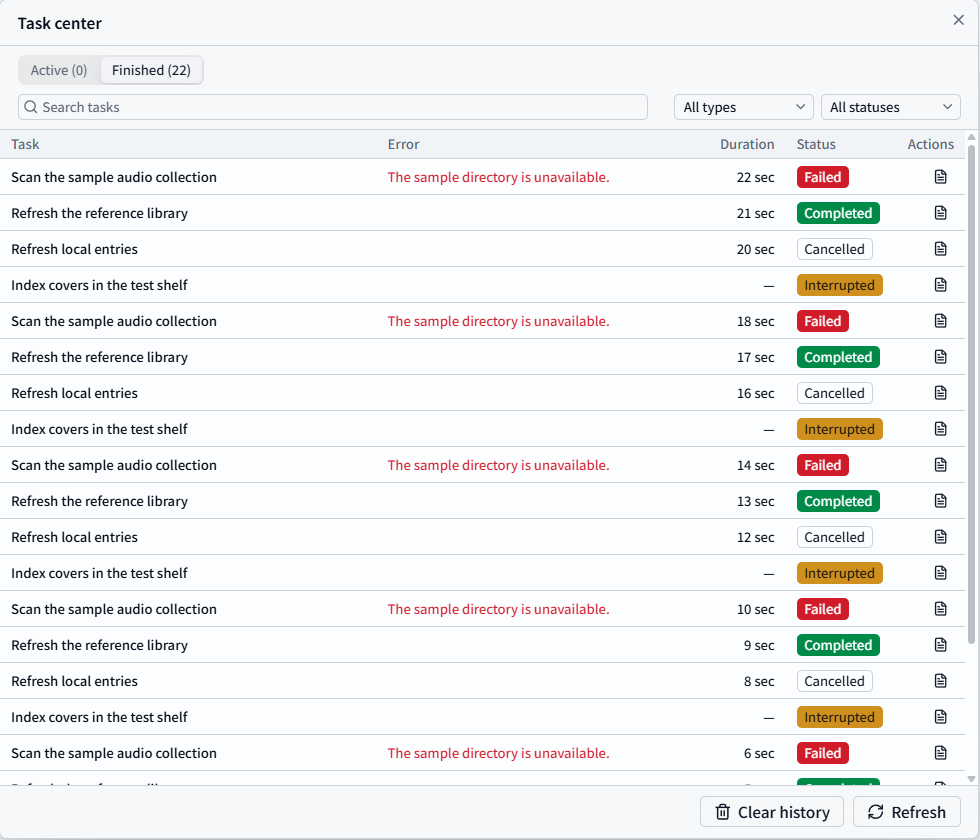 Task center
Active (0) Finished (22)
Search tasks All types All statuses
Task Error Duration Status Actions
Scan the sample audio collection The sample directory is unavailable. 22 sec Failed
Refresh the reference library 21 sec Completed
Refresh local entries 20 sec Cancelled
Index covers in the test shelf — Interrupted
Scan the sample audio collection The sample directory is unavailable. 18 sec Failed
Refresh the reference library 17 sec Completed
Refresh local entries 16 sec Cancelled
Index covers in the test shelf — Interrupted
Scan the sample audio collection The sample directory is unavailable. 14 sec Failed
Refresh the reference library 13 sec Completed
Refresh local entries 12 sec Cancelled
Index covers in the test shelf — Interrupted
Scan the sample audio collection The sample directory is unavailable. 10 sec Failed
Refresh the reference library 9 sec Completed
Refresh local entries 8 sec Cancelled
Index covers in the test shelf — Interrupted
Scan the sample audio collection The sample directory is unavailable. 6 sec Failed
Clear history Refresh